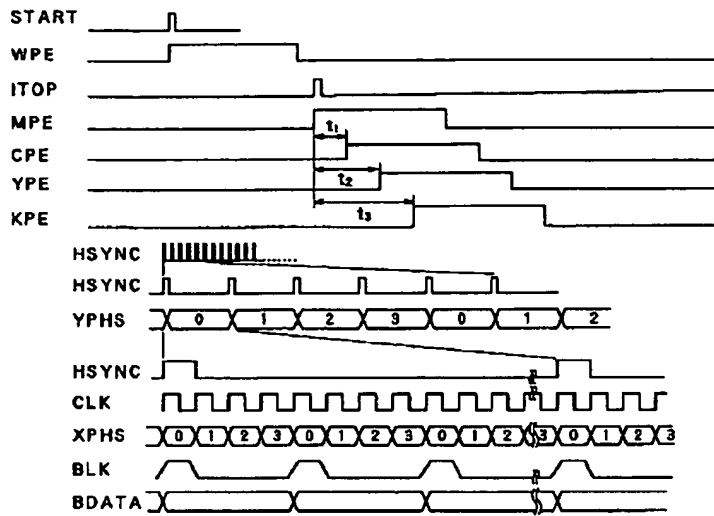 START
WPE
ITOP
MPE
t1
CPE
t2
YPE
t3
KPE
HSYNC
HSYNC
YPHS 0 1 2 3 0 1 2
HSYNC
CLK
XPHS 0 1 2 3 0 1 2 3 0 1 2 3 0 1 2 3
BLK
BDATA